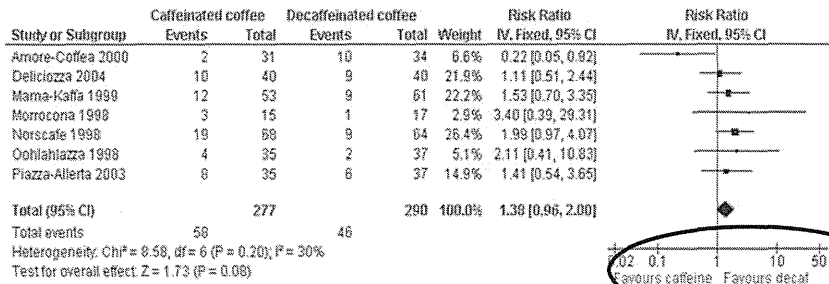 Caffeinated coffee Decaffeinated coffee Risk Ratio Risk Ratio
Study or Subgroup Events Total Events Total Weight IV, Fixed, 95% CI IV, Fixed, 95% CI
Amore-Coffea 2000 2 31 10 34 6.6% 0.22 [0.05, 0.92]
Deliciozza 2004 10 40 9 40 21.9% 1.11 [0.51, 2.44]
Mama-Kaffa 1999 12 53 9 61 22.2% 1.53 [0.70, 3.35]
Morrocona 1998 3 15 1 17 2.9% 3.40 [0.39, 29.31]
Norscafe 1998 19 68 9 64 26.4% 1.99 [0.97, 4.07]
Oohlahlazza 1998 4 35 2 37 5.1% 2.11 [0.41, 10.83]
Piazza-Allerta 2003 8 35 6 37 14.9% 1.41 [0.54, 3.65]
Total (95% CI) 277 290 100.0% 1.38 [0.96, 2.00]
Total events 58 46
Heterogeneity: Chi² = 8.58, df = 6 (P = 0.20); I² = 30%
Test for overall effect: Z = 1.73 (P = 0.08)
0.02 0.1 1 10 50
Favours caffeine Favours decaf